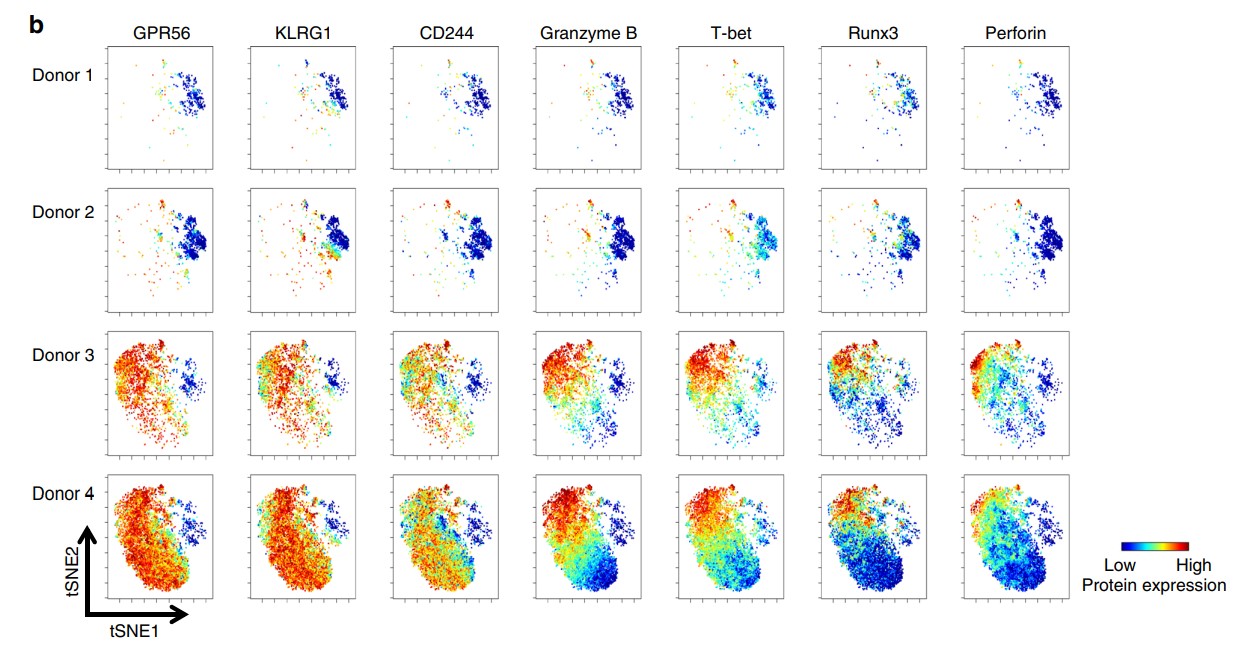 b
GPR56 KLRG1 CD244 Granzyme B T-bet Runx3 Perforin
Donor 1
Donor 2
Donor 3
Donor 4
tSNE2
tSNE1
Low High
Protein expression